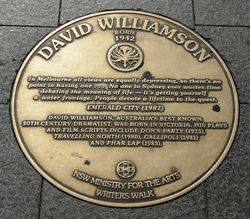 DAVID WILLIAMSON
BORN
1942
In Melbourne all views are equally depressing, so there's no
point in having one ... No one in Sydney ever wastes time
debating the meaning of life — it's getting yourself
a water frontage. People devote a lifetime to the quest.
EMERALD CITY (1987)
DAVID WILLIAMSON, AUSTRALIA'S BEST KNOWN
20TH CENTURY DRAMATIST, WAS BORN IN VICTORIA. HIS PLAYS
AND FILM SCRIPTS INCLUDE DON'S PARTY (1973),
TRAVELLING NORTH (1980), GALLIPOLI (1981)
AND PHAR LAP (1983).
NSW MINISTRY FOR THE ARTS
WRITERS WALK